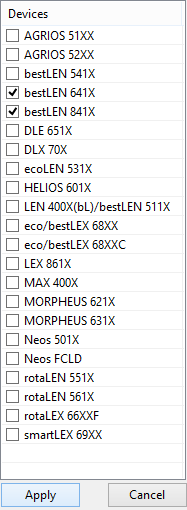 Devices
AGRIOS 51XX
AGRIOS 52XX
bestLEN 541X
bestLEN 641X
bestLEN 841X
DLE 651X
DLX 70X
ecoLEN 531X
HELIOS 601X
LEN 400X(bL)/bestLEN 511X
eco/bestLEX 68XX
eco/bestLEX 68XXC
LEX 861X
MAX 400X
MORPHEUS 621X
MORPHEUS 631X
Neos 501X
Neos FCLD
rotaLEN 551X
rotaLEN 561X
rotaLEX 66XXF
smartLEX 69XX
Apply
Cancel